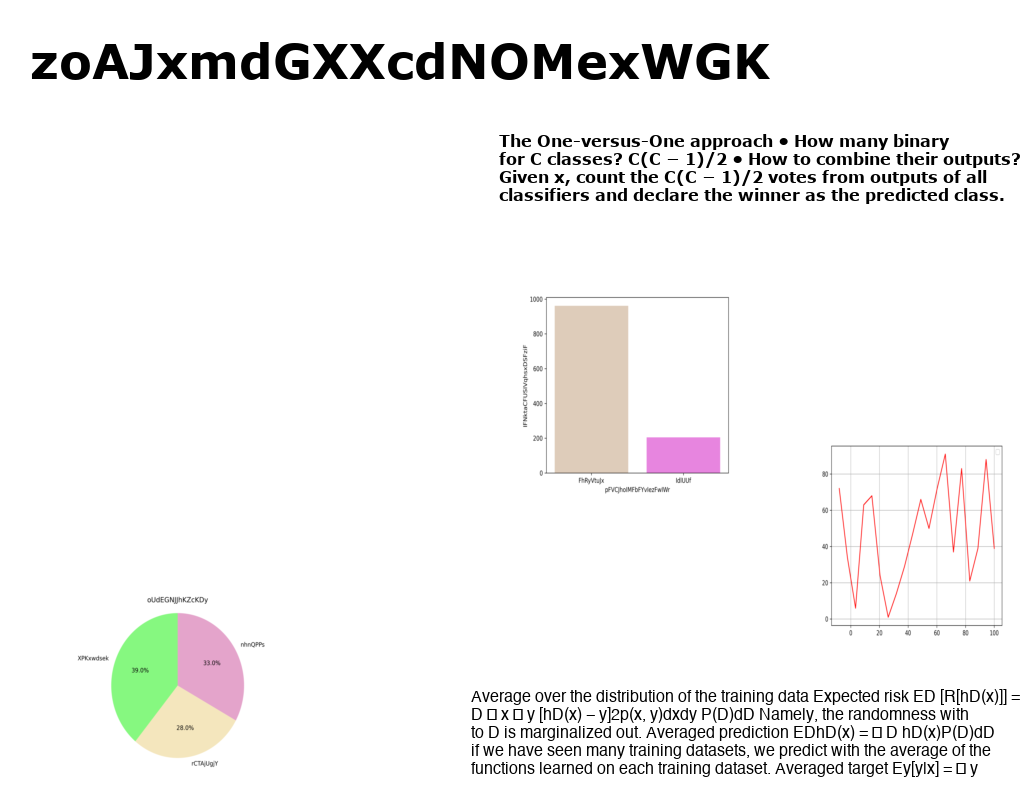 zoAJxmdGXXcdNOMexWGK
The One-versus-One approach • How many binary
for C classes? C(C − 1)/2 • How to combine their outputs?
Given x, count the C(C − 1)/2 votes from outputs of all
classifiers and declare the winner as the predicted class.
1000
800
600
400
200
0
FhRyVtuJx
IdIUUf
80
60
40
20
0
0 20 40 60 80 100
oUdEGNJJhKZcKDy
XPKxwdsek
nhnQPPs
39.0%
33.0%
28.0%
rCTAjUgjY
Average over the distribution of the training data Expected risk ED [R[hD(x)]] =
D □ x □ y [hD(x) − y]2p(x, y)dxdy P(D)dD Namely, the randomness with
to D is marginalized out. Averaged prediction EDhD(x) = □ D hD(x)P(D)dD
if we have seen many training datasets, we predict with the average of the
functions learned on each training dataset. Averaged target Ey[y|x] = □ y